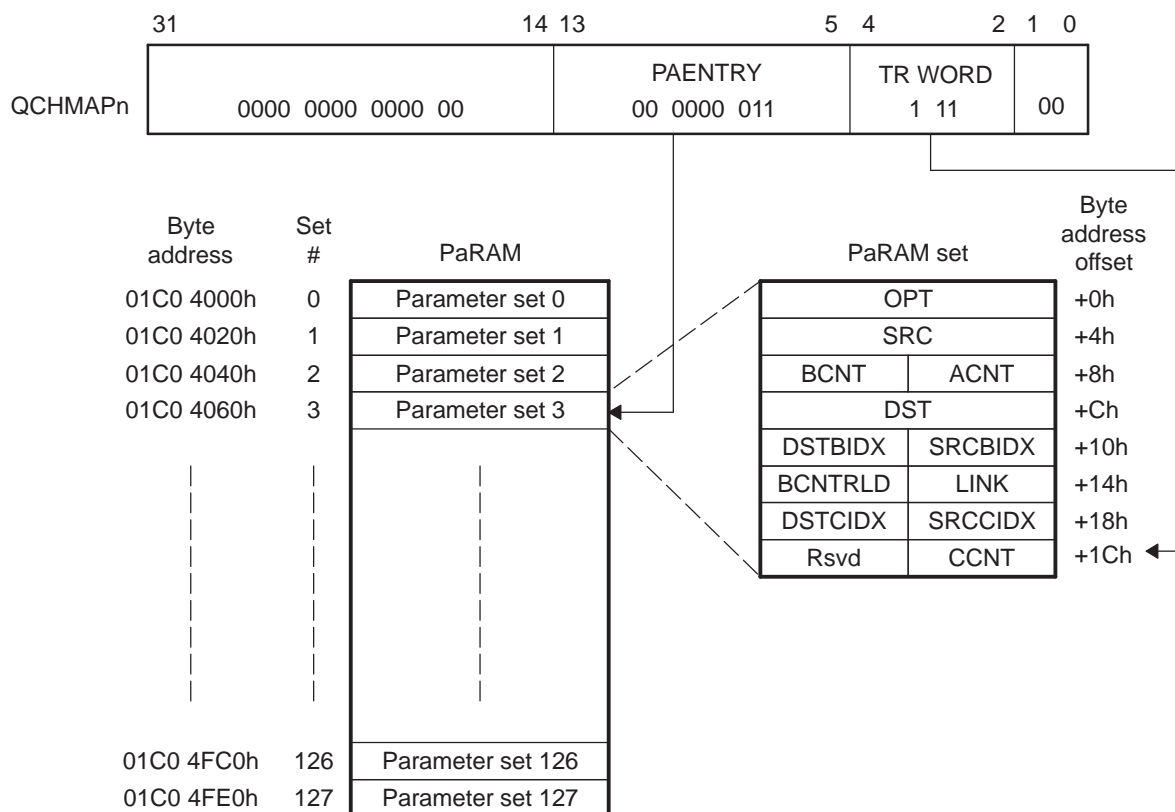 31 14 13 5 4 2 1 0
PAENTRY TR WORD
QCHMAPn 0000 0000 0000 00 00 0000 011 1 11 00
Byte address Set # PaRAM
01C0 4000h 0 Parameter set 0
01C0 4020h 1 Parameter set 1
01C0 4040h 2 Parameter set 2
01C0 4060h 3 Parameter set 3
01C0 4FC0h 126 Parameter set 126
01C0 4FE0h 127 Parameter set 127
PaRAM set Byte address offset
OPT +0h
SRC +4h
BCNT ACNT +8h
DST +Ch
DSTBIDX SRCBIDX +10h
BCNTRLD LINK +14h
DSTCIDX SRCCIDX +18h
Rsvd CCNT +1Ch